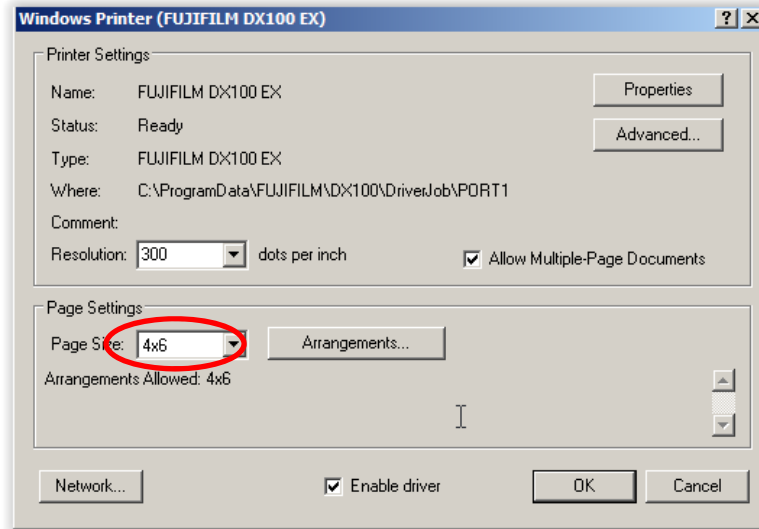 Windows Printer (FUJIFILM DX100 EX)
Printer Settings
Name: FUJIFILM DX100 EX
Properties
Status: Ready
Advanced...
Type: FUJIFILM DX100 EX
Where: C:\ProgramData\FUJIFILM\DX100\DriverJob\PORT1
Comment:
Resolution: 300 dots per inch
Allow Multiple-Page Documents
Page Settings
Page Size: 4x6
Arrangements...
Arrangements Allowed: 4x6
Network...
Enable driver
OK
Cancel